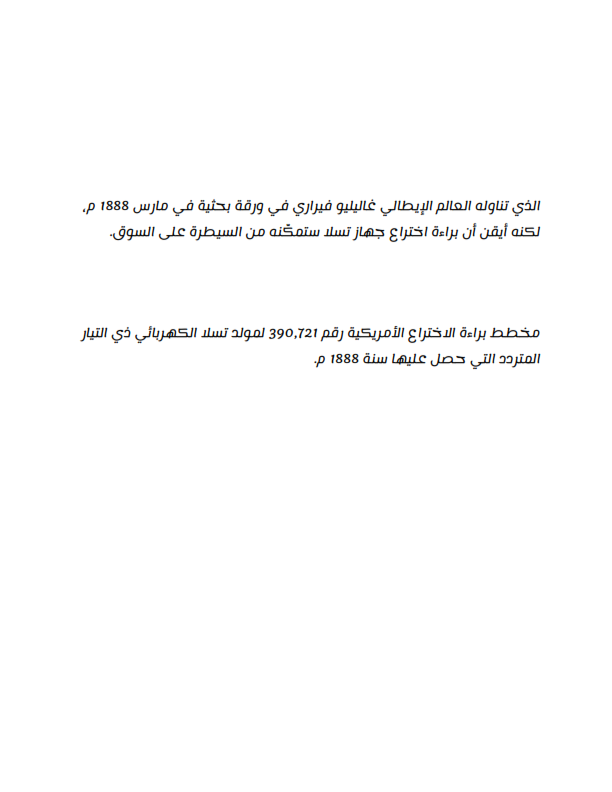 الذي تناوله العالم الإيطالي غاليليو فيراري في ورقة بحثية في مارس 1888 م،
لكنه أيقن أن براءة اختراع جهاز تسلا ستمكّنه من السيطرة على السوق.
مخطط براءة الاختراع الأمريكية رقم 390,721 لمولد تسلا الكهربائي ذي التيار
المتردد التي حصل عليها سنة 1888 م.